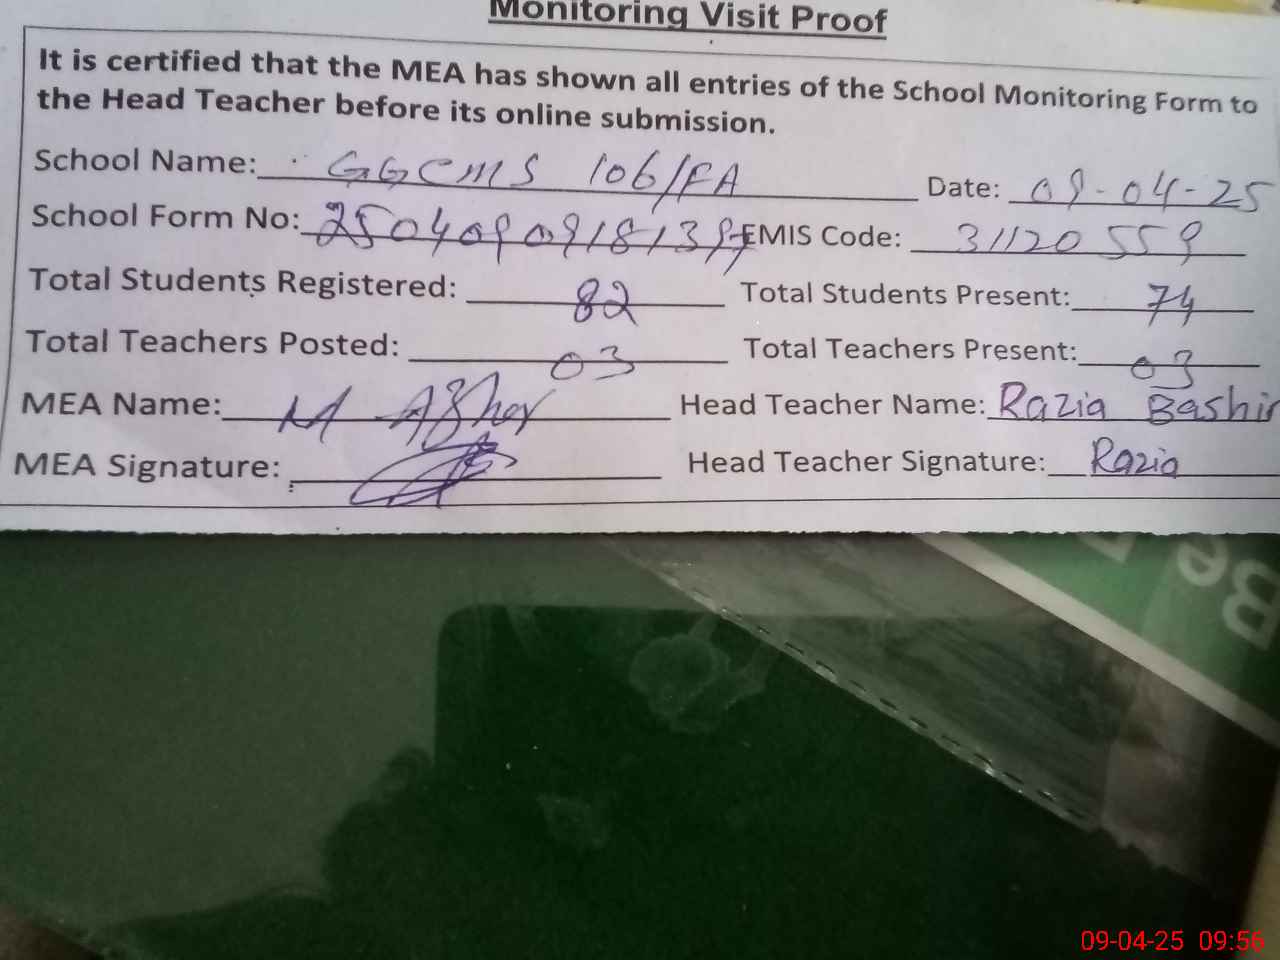 Monitoring Visit Proof
It is certified that the MEA has shown all entries of the School Monitoring Form to
the Head Teacher before its online submission.
School Name: GGCMS 106/FA Date: 09-04-25
School Form No: EMIS Code: 31120559
Total Students Registered: 82 Total Students Present: 74
Total Teachers Posted: 03 Total Teachers Present: 03
MEA Name: M Head Teacher Name: Razia Bashir
MEA Signature: Head Teacher Signature: Razia
Be
09-04-25 09:56